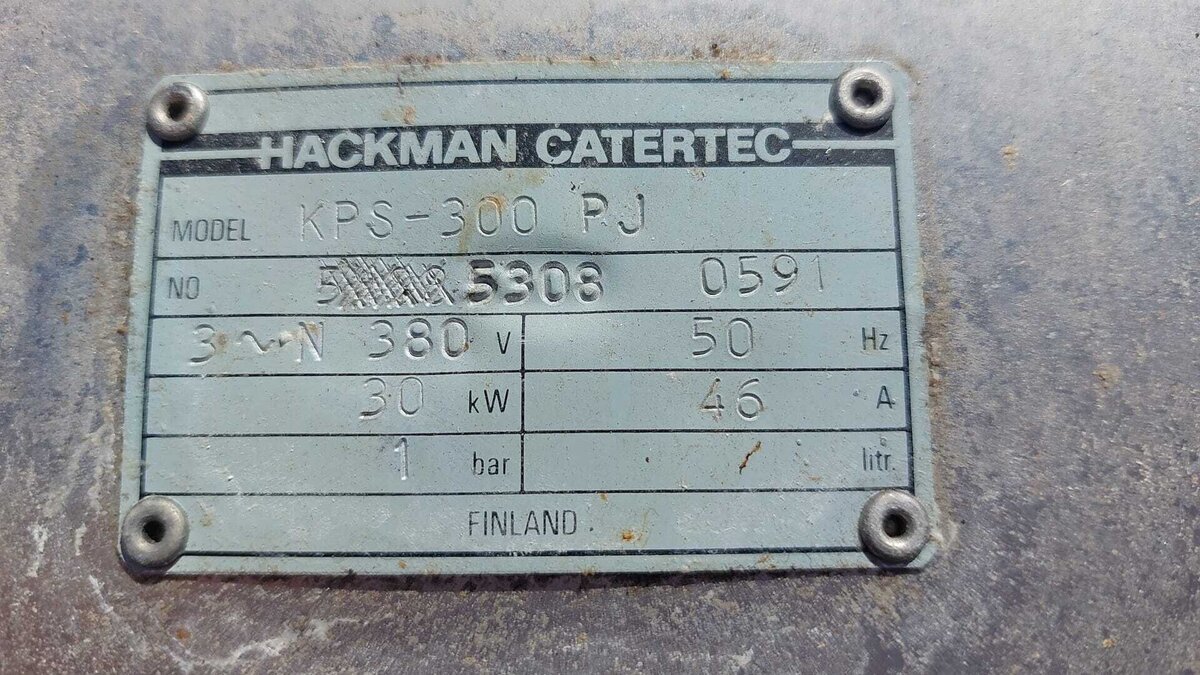 HACKMAN CATERTEC
MODEL KPS-300 PJ
NO 5308 0591
3~N 380 V 50 Hz
30 kW 46 A
1 bar litr.
FINLAND